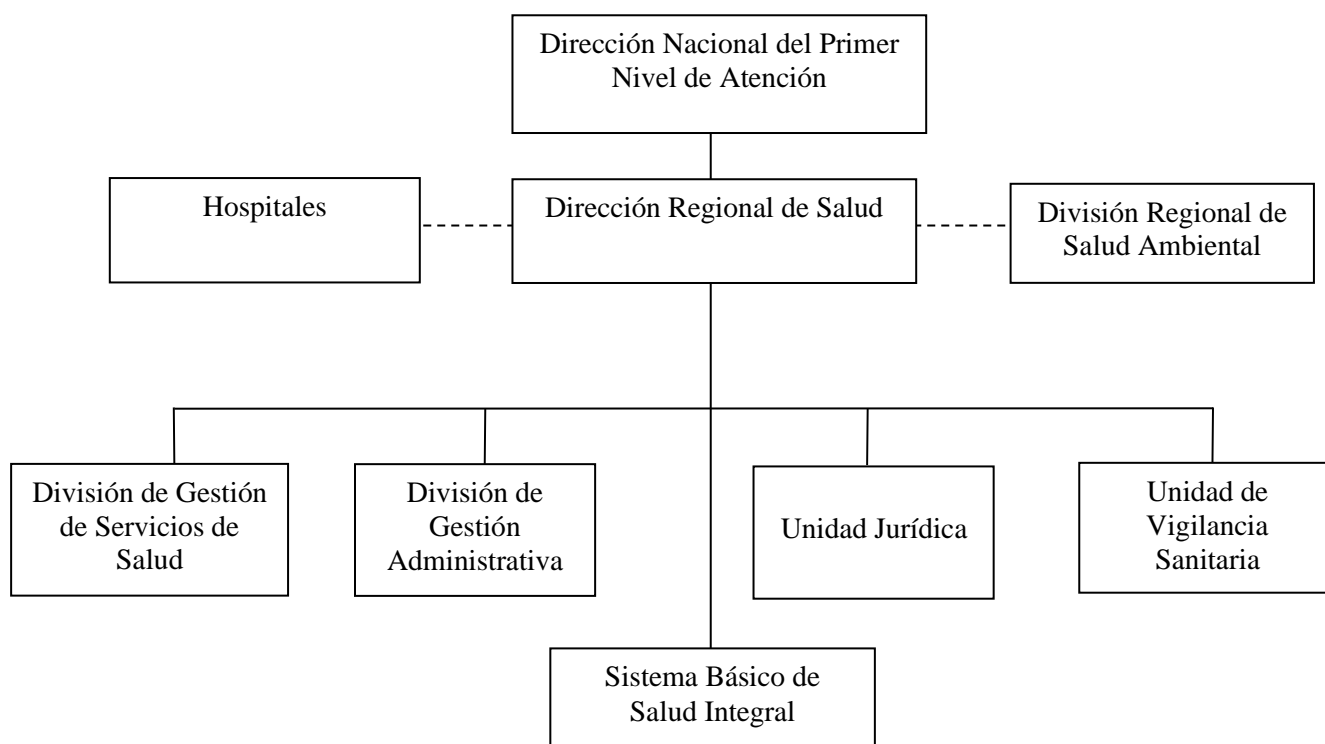 Dirección Nacional del Primer
Nivel de Atención
Hospitales
Dirección Regional de Salud
División Regional de
Salud Ambiental
División de Gestión
de Servicios de
Salud
División de
Gestión
Administrativa
Unidad Jurídica
Unidad de
Vigilancia
Sanitaria
Sistema Básico de
Salud Integral